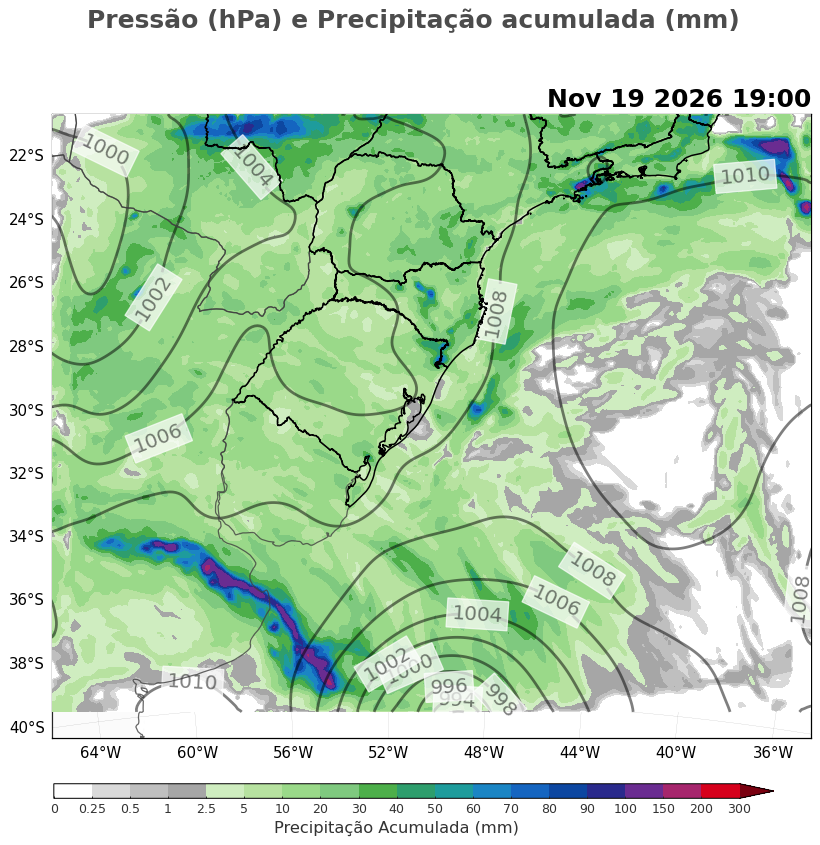 Pressão (hPa) e Precipitação acumulada (mm)
Nov 19 2026 19:00
1000
1004
1010
1002
1008
1006
1008
1006
1004
1008
1002
1000
996
994
998
1010
22°S
24°S
26°S
28°S
30°S
32°S
34°S
36°S
38°S
40°S
64°W 60°W 56°W 52°W 48°W 44°W 40°W 36°W
0 0.25 0.5 1 2.5 5 10 20 30 40 50 60 70 80 90 100 150 200 300
Precipitação Acumulada (mm)